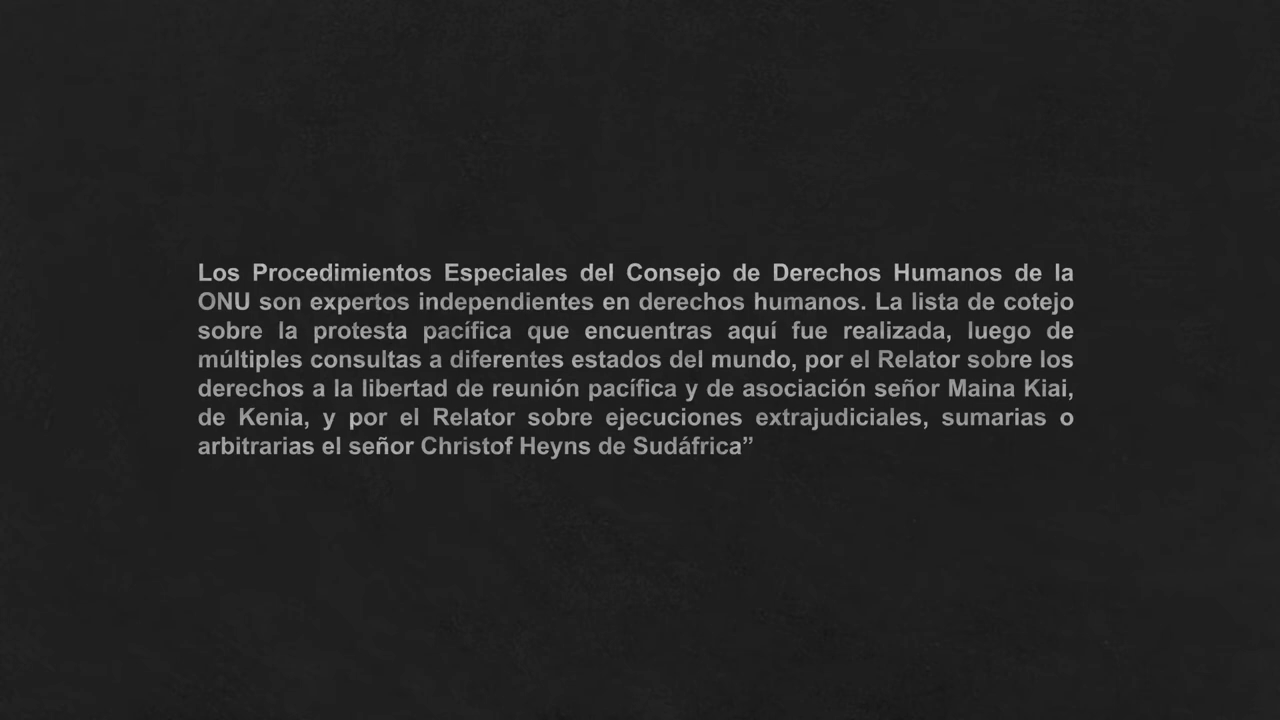 Los Procedimientos Especiales del Consejo de Derechos Humanos de la
ONU son expertos independientes en derechos humanos. La lista de cotejo
sobre la protesta pacífica que encuentras aquí fue realizada, luego de
múltiples consultas a diferentes estados del mundo, por el Relator sobre los
derechos a la libertad de reunión pacífica y de asociación señor Maina Kiai,
de Kenia, y por el Relator sobre ejecuciones extrajudiciales, sumarias o
arbitrarias el señor Christof Heyns de Sudáfrica”